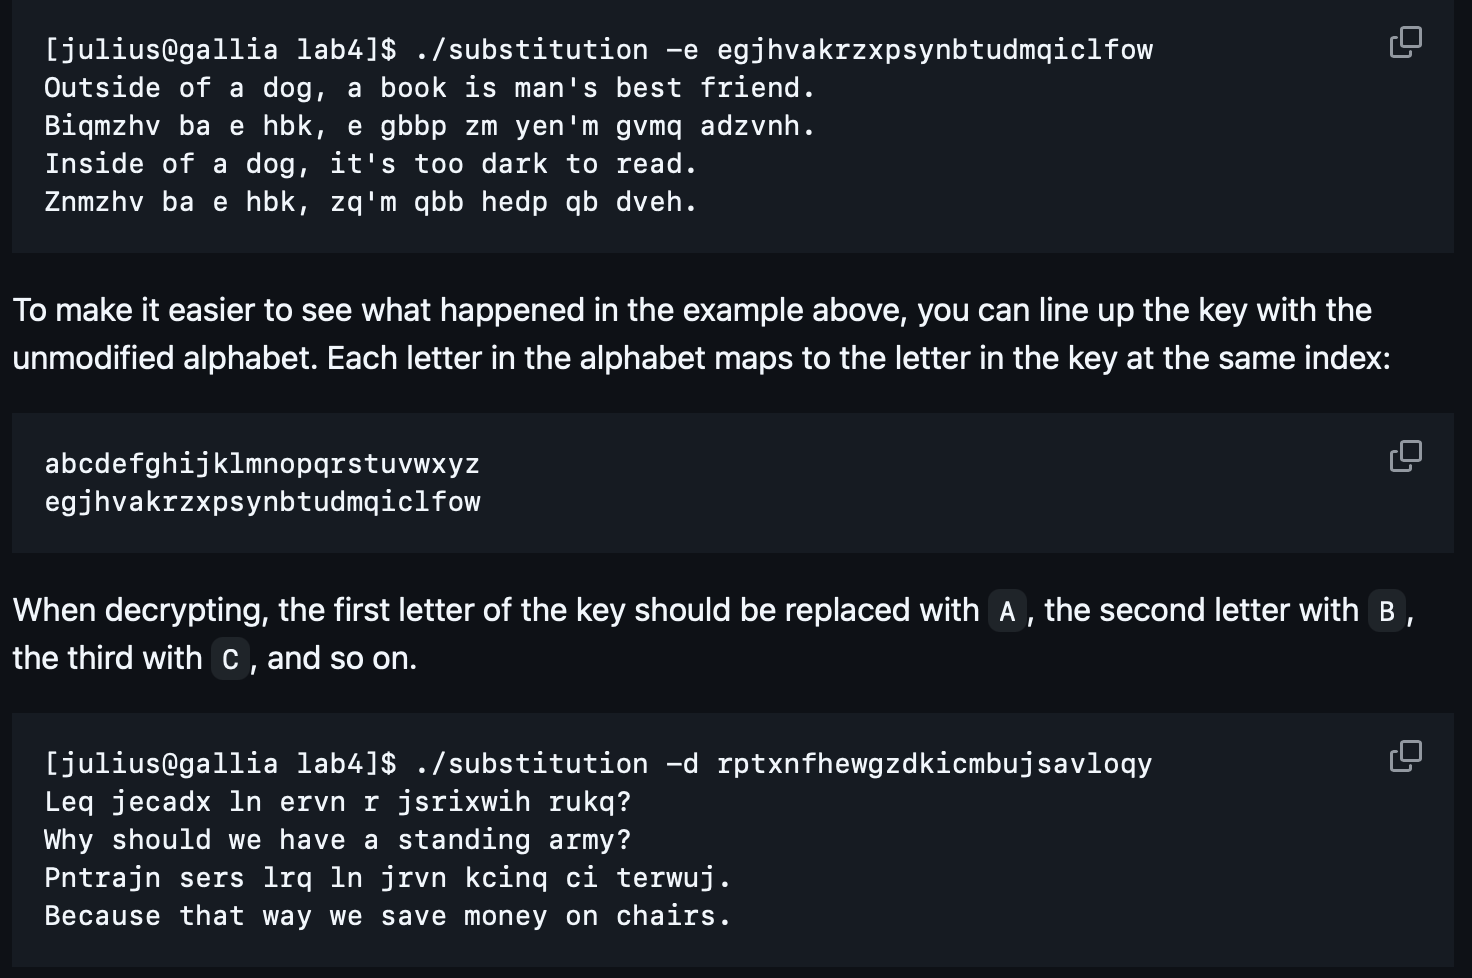 [julius@gallia lab4]$ ./substitution -e egjhvakrzxpsynbtudmqiclfow
Outside of a dog, a book is man's best friend.
Biqmzhv ba e hbk, e gbbp zm yen'm gvmq adzvnh.
Inside of a dog, it's too dark to read.
Znmzhv ba e hbk, zq'm qbb hedp qb dveh.
To make it easier to see what happened in the example above, you can line up the key with the
unmodified alphabet. Each letter in the alphabet maps to the letter in the key at the same index:
abcdefghijklmnopqrstuvwxyz
egjhvakrzxpsynbtudmqiclfow
When decrypting, the first letter of the key should be replaced with A, the second letter with B,
the third with C, and so on.
[julius@gallia lab4]$ ./substitution -d rptxnfhewgzdkicmbujsavloqy
Leq jecadx ln ervn r jsrixwih rukq?
Why should we have a standing army?
Pntrajn sers lrq ln jrvn kcinq ci terwuj.
Because that way we save money on chairs.